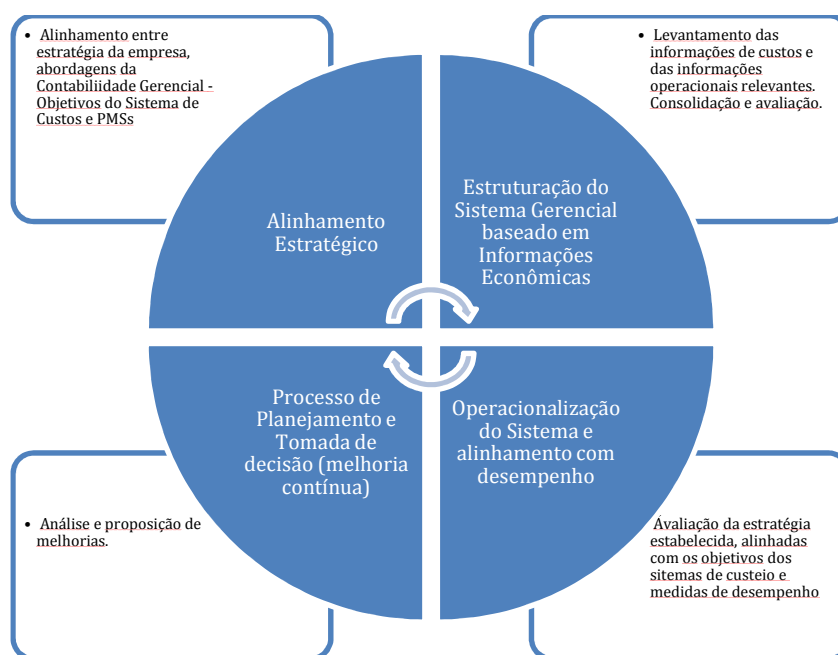 • Alinhamento entre
estratégia da empresa,
abordagens da
Contabiliidade Gerencial -
Objetivos do Sistema de
Custos e PMSs
• Levantamento das
informações de custos e
das informações
operacionais relevantes.
Consolidação e avaliação.
Alinhamento
Estratégico
Estruturação do
Sistema Gerencial
baseado em
Informações
Econômicas
Processo de
Planejamento e
Tomada de
decisão (melhoria
contínua)
Operacionalização
do Sistema e
alinhamento com
desempenho
• Análise e proposição de
melhorias.
Avaliação da estratégia
estabelecida, alinhadas
com os objetivos dos
sitemas de custeio e
medidas de desempenho